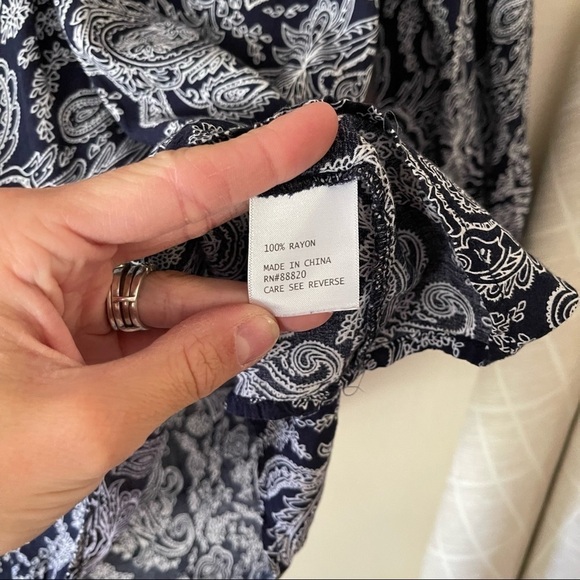 100% RAYON
MADE IN CHINA
RN#88820
CARE SEE REVERSE